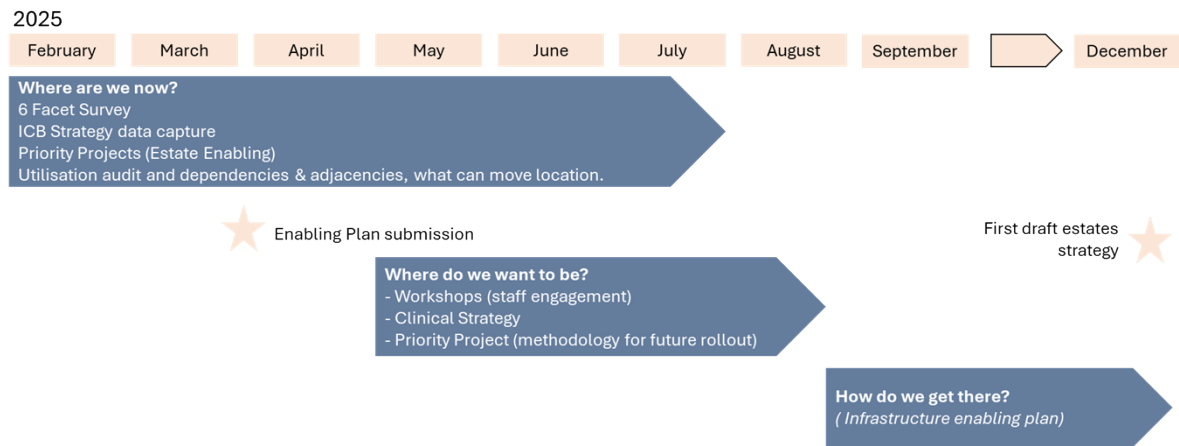 2025
February
March
April
May
June
July
August
September
December
Where are we now?
6 Facet Survey
ICB Strategy data capture
Priority Projects (Estate Enabling)
Utilisation audit and dependencies & adjacencies, what can move location.
Enabling Plan submission
First draft estates
strategy
Where do we want to be?
- Workshops (staff engagement)
- Clinical Strategy
- Priority Project (methodology for future rollout)
How do we get there?
( Infrastructure enabling plan)